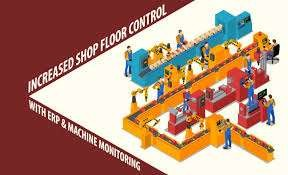 INCREASED SHOP FLOOR CONTROL
WITH ERP & MACHINE MONITORING